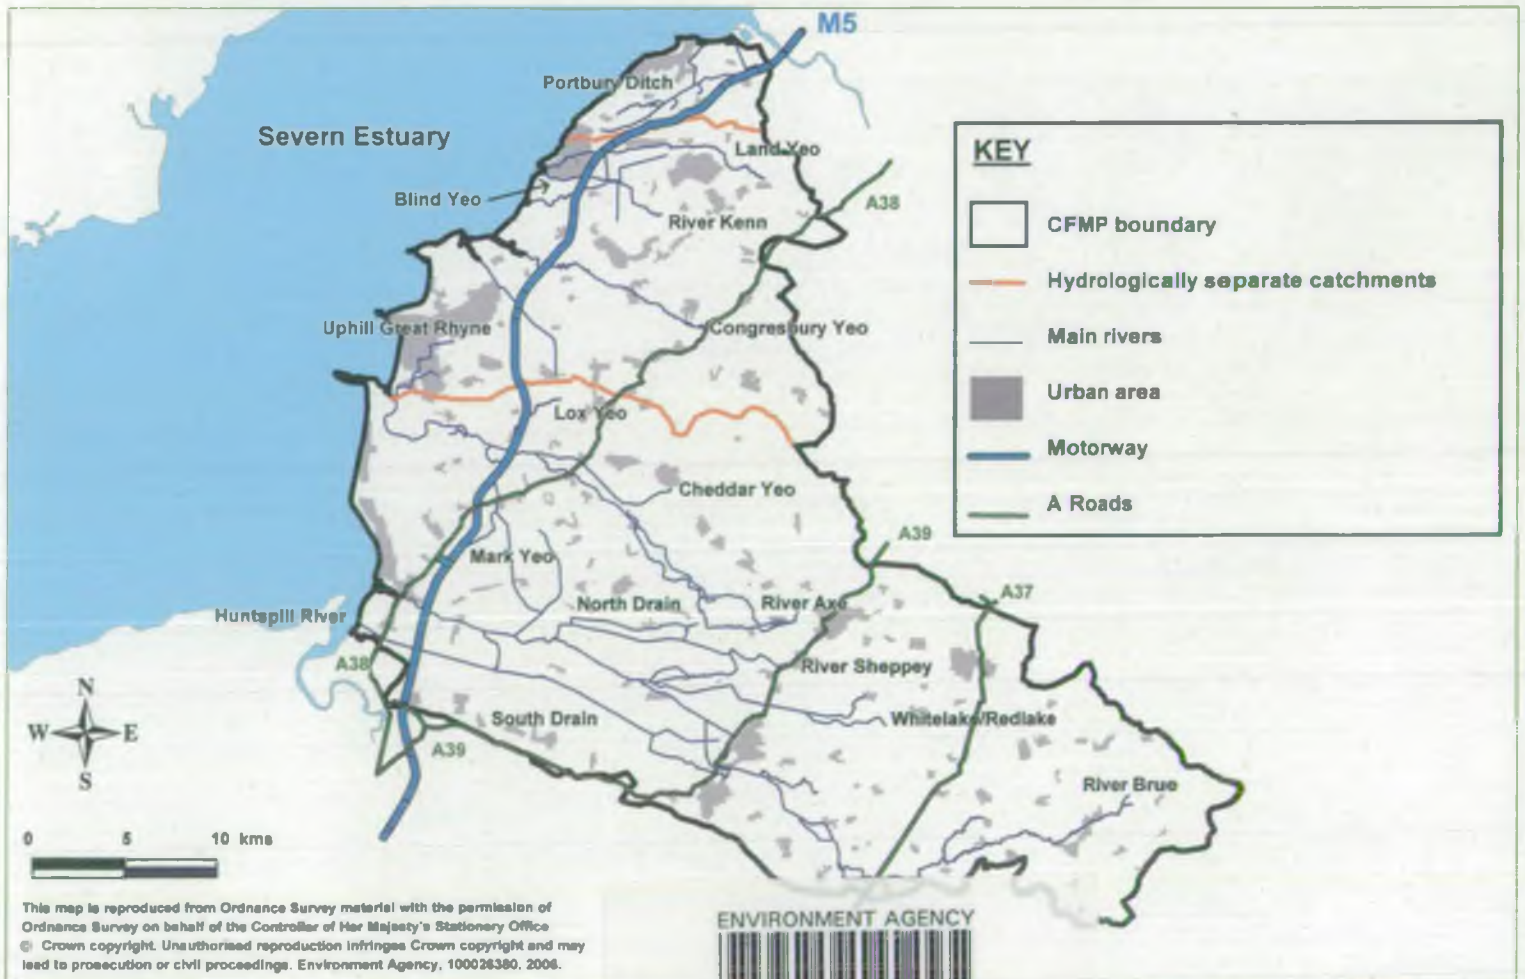 M5
Portbury Ditch
Severn Estuary
Land Yeo
Blind Yeo
A38
River Kenn
Uphill Great Rhyne
Congresbury Yeo
Lox Yeo
Cheddar Yeo
A39
Mark Yeo
A37
North Drain
River Axe
Huntspill River
A38
River Sheppey
South Drain
Whitelake/Redlake
A39
River Brue
KEY
CFMP boundary
Hydrologically separate catchments
Main rivers
Urban area
Motorway
A Roads
N
W E
S
0 5 10 kms
This map is reproduced from Ordnance Survey material with the permission of
Ordnance Survey on behalf of the Controller of Her Majesty's Stationery Office
© Crown copyright. Unauthorised reproduction infringes Crown copyright and may
lead to prosecution or civil proceedings. Environment Agency, 100026380, 2006.
ENVIRONMENT AGENCY